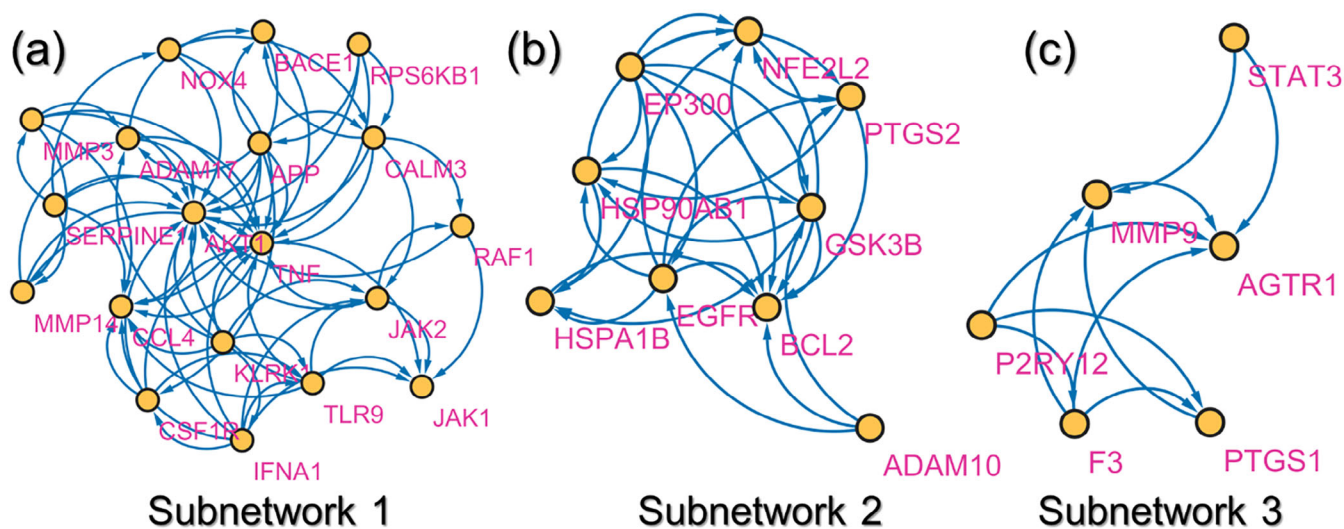 (a)
BACE1
RPS6KB1
NOX4
MMP3
ADAM17
APP
CALM3
SERPINE1
AKT1
TNF
RAF1
MMP14
CCL4
JAK2
KLRK1
TLR9
JAK1
CSF1R
IFNA1
Subnetwork 1
(b)
NFE2L2
EP300
PTGS2
HSP90AB1
GSK3B
HSPA1B
EGFR
BCL2
ADAM10
Subnetwork 2
(c)
STAT3
MMP9
AGTR1
P2RY12
F3
PTGS1
Subnetwork 3